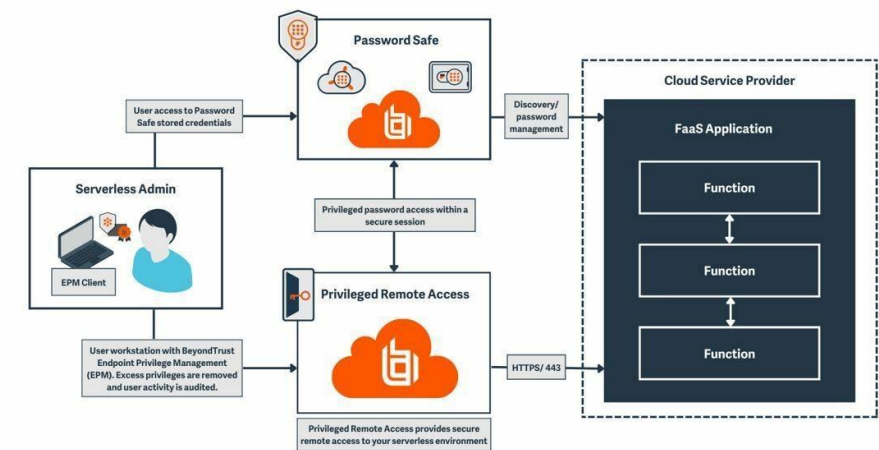 Password Safe
Cloud Service Provider
User access to Password
Safe stored credentials
Discovery/
password
management
FaaS Application
Serverless Admin
Function
Privileged password access within a
secure session
EPM Client
Function
Privileged Remote Access
User workstation with BeyondTrust
Endpoint Privilege Management
(EPM). Excess privileges are removed
and user activity is audited.
HTTPS/ 443
Function
Privileged Remote Access provides secure
remote access to your serverless environment